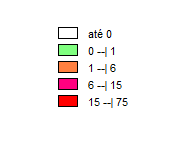 até 0
0 --| 1
1 --| 6
6 --| 15
15 --| 75